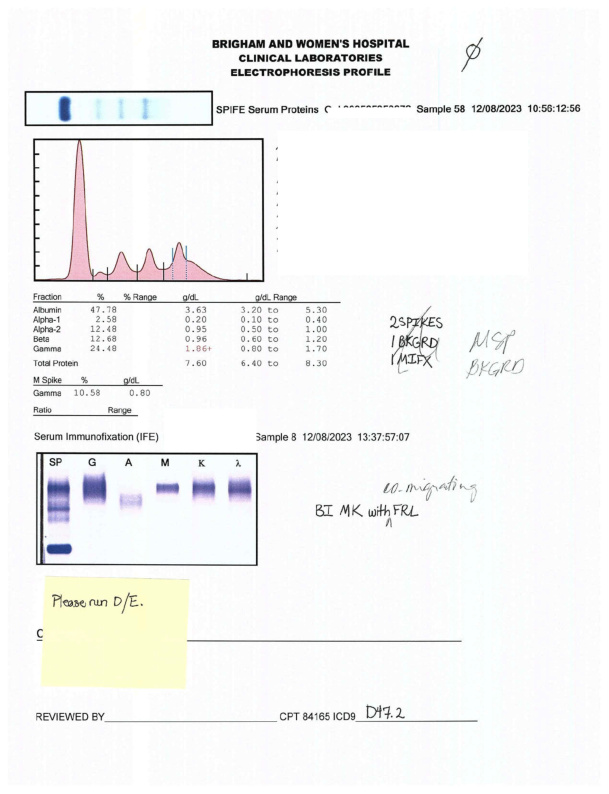 BRIGHAM AND WOMEN'S HOSPITAL
CLINICAL LABORATORIES
ELECTROPHORESIS PROFILE
SPIFE Serum Proteins Sample 58 12/08/2023 10:56:12:56
Fraction % % Range g/dL g/dL Range
Albumin 47.78 3.63 3.20 to 5.30
Alpha-1 2.58 0.20 0.10 to 0.40
Alpha-2 12.48 0.95 0.50 to 1.00
Beta 12.68 0.96 0.60 to 1.20
Gamma 24.48 1.86+ 0.80 to 1.70
Total Protein 7.60 6.40 to 8.30
2 SPIKES
1 BKGRD
1 MIFX
MSP
BKGRD
M Spike % g/dL
Gamma 10.58 0.80
Ratio Range
Serum Immunofixation (IFE) Sample 8 12/08/2023 13:37:57:07
SP G A M K λ
co-migrating
BI MK with FRL
Please run D/E.
C
REVIEWED BY CPT 84165 ICD9 D47.2